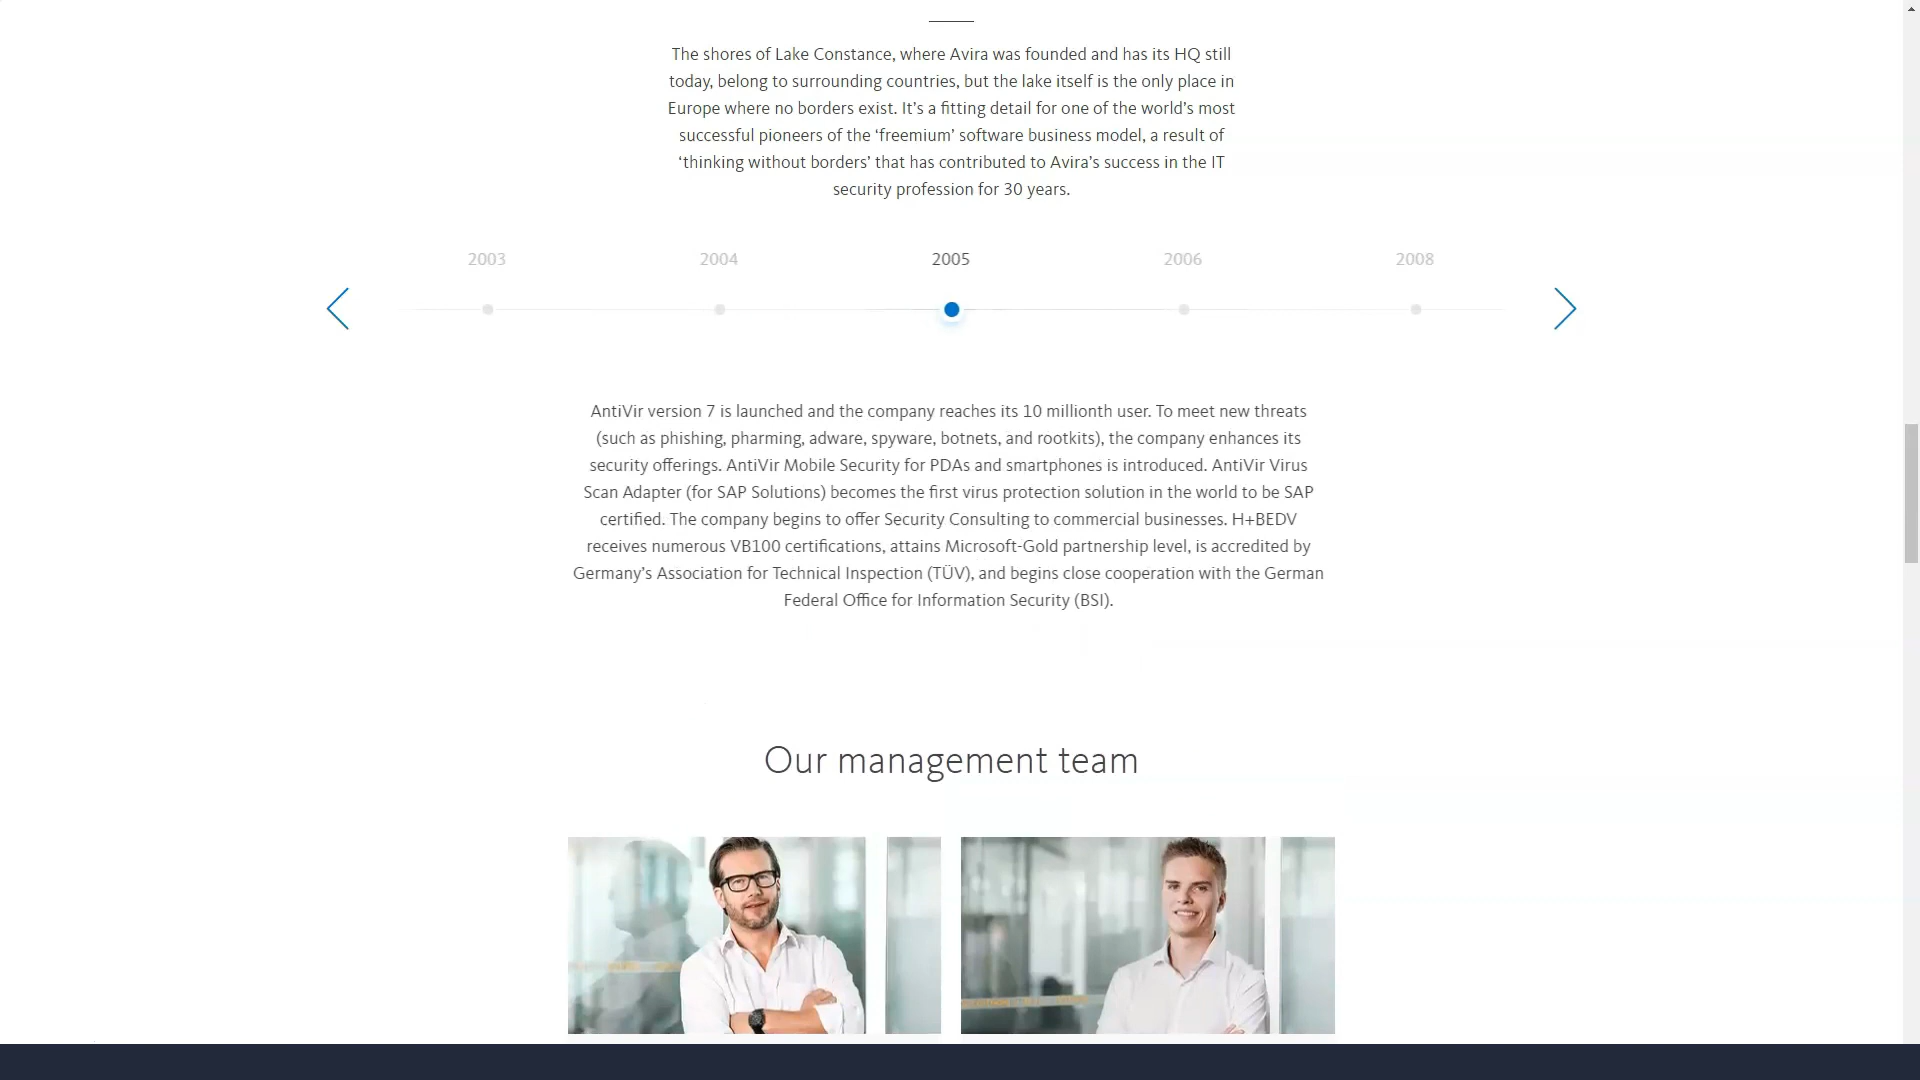 The shores of Lake Constance, where Avira was founded and has its HQ still
today, belong to surrounding countries, but the lake itself is the only place in
Europe where no borders exist. It’s a fitting detail for one of the world’s most
successful pioneers of the ‘freemium’ software business model, a result of
‘thinking without borders’ that has contributed to Avira’s success in the IT
security profession for 30 years.
2003 2004 2005 2006 2008
AntiVir version 7 is launched and the company reaches its 10 millionth user. To meet new threats
(such as phishing, pharming, adware, spyware, botnets, and rootkits), the company enhances its
security offerings. AntiVir Mobile Security for PDAs and smartphones is introduced. AntiVir Virus
Scan Adapter (for SAP Solutions) becomes the first virus protection solution in the world to be SAP
certified. The company begins to offer Security Consulting to commercial businesses. H+BEDV
receives numerous VB100 certifications, attains Microsoft-Gold partnership level, is accredited by
Germany’s Association for Technical Inspection (TÜV), and begins close cooperation with the German
Federal Office for Information Security (BSI).
Our management team